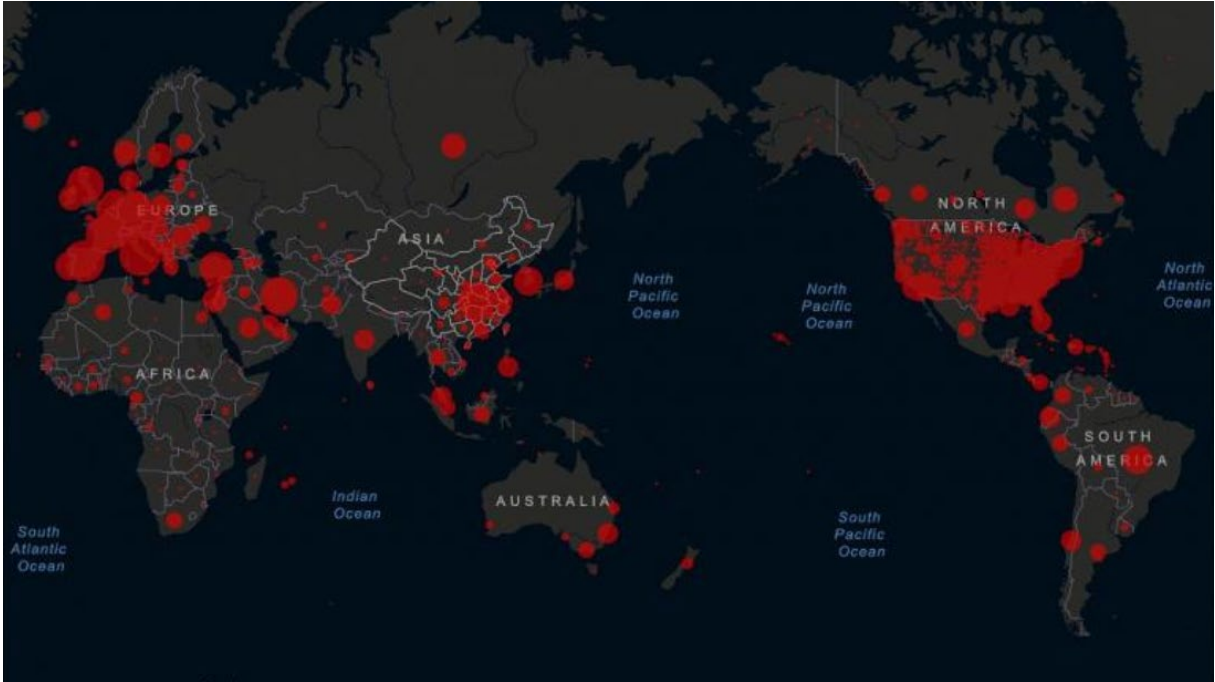 EUROPE
ASIA
AFRICA
NORTH
AMERICA
North
Pacific
Ocean
North
Pacific
Ocean
North
Atlantic
Ocean
SOUTH
AMERICA
AUSTRALIA
Indian
Ocean
South
Atlantic
Ocean
South
Pacific
Ocean